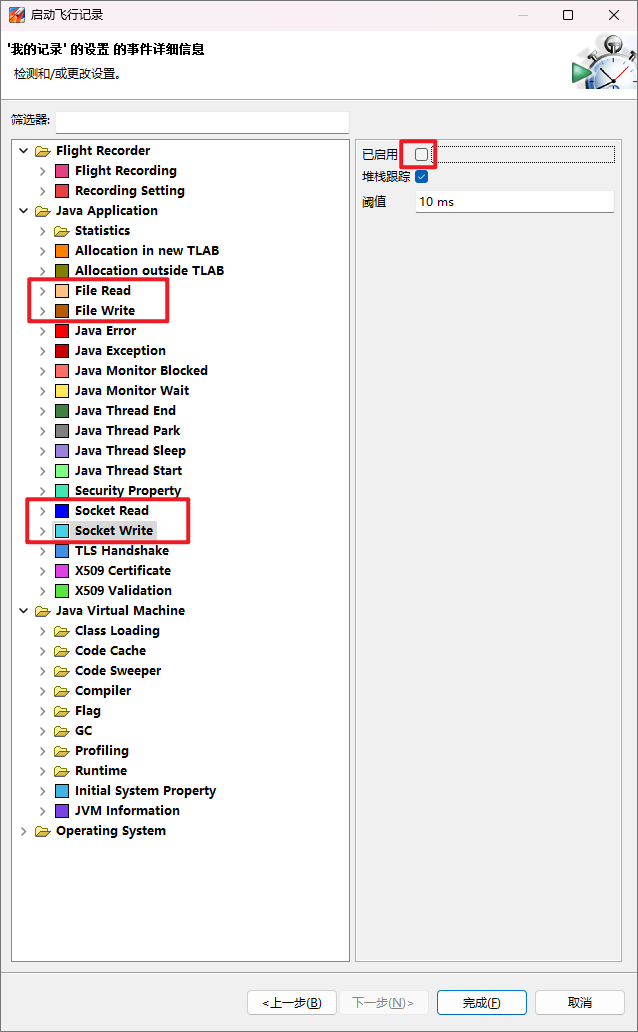 启动飞行记录
'我的记录' 的设置 的事件详细信息
检测和/或更改设置。
筛选器:
Flight Recorder
Flight Recording
Recording Setting
Java Application
Statistics
Allocation in new TLAB
Allocation outside TLAB
File Read
File Write
Java Error
Java Exception
Java Monitor Blocked
Java Monitor Wait
Java Thread End
Java Thread Park
Java Thread Sleep
Java Thread Start
Security Property
Socket Read
Socket Write
TLS Handshake
X509 Certificate
X509 Validation
Java Virtual Machine
Class Loading
Code Cache
Code Sweeper
Compiler
Flag
GC
Profiling
Runtime
Initial System Property
JVM Information
Operating System
已启用
堆栈跟踪
阈值 10 ms
<上一步(B) 下一步(N)> 完成(F) 取消